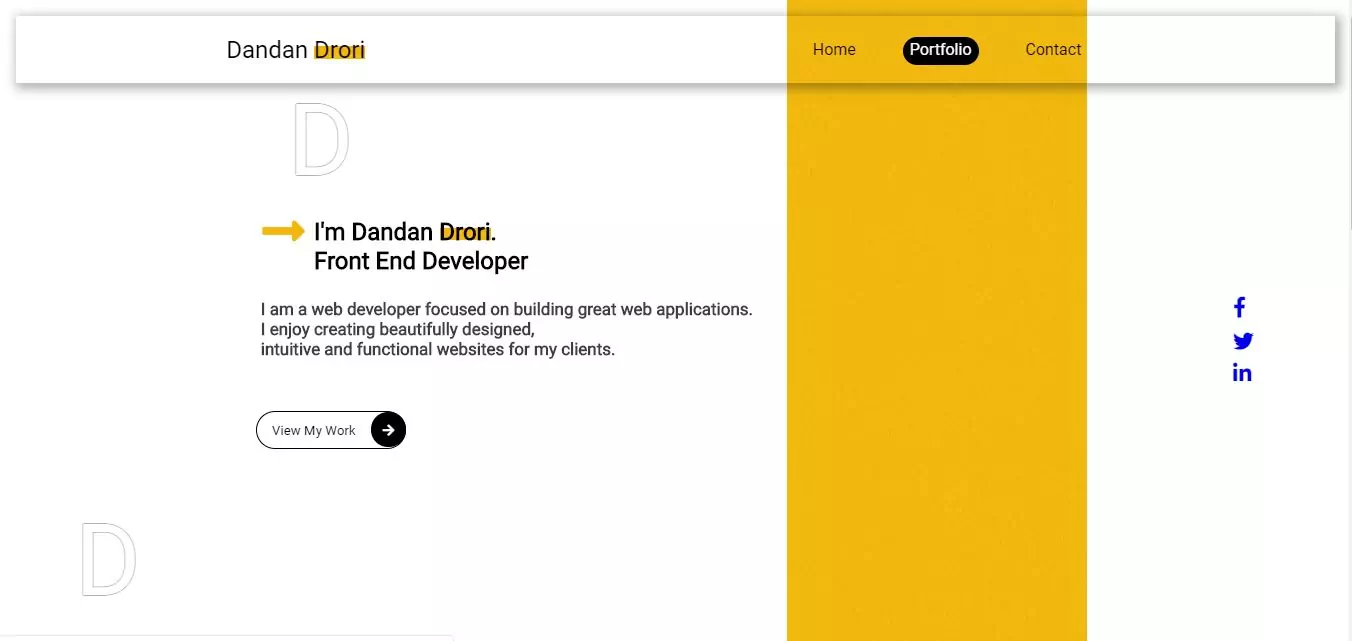 Dandan Drori
Home
Portfolio
Contact
D
I'm Dandan Drori.
Front End Developer
I am a web developer focused on building great web applications.
I enjoy creating beautifully designed,
intuitive and functional websites for my clients.
View My Work
D